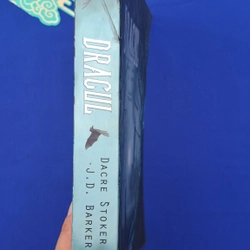 DRACUL
DACRE STOKER
J.D. BARKER